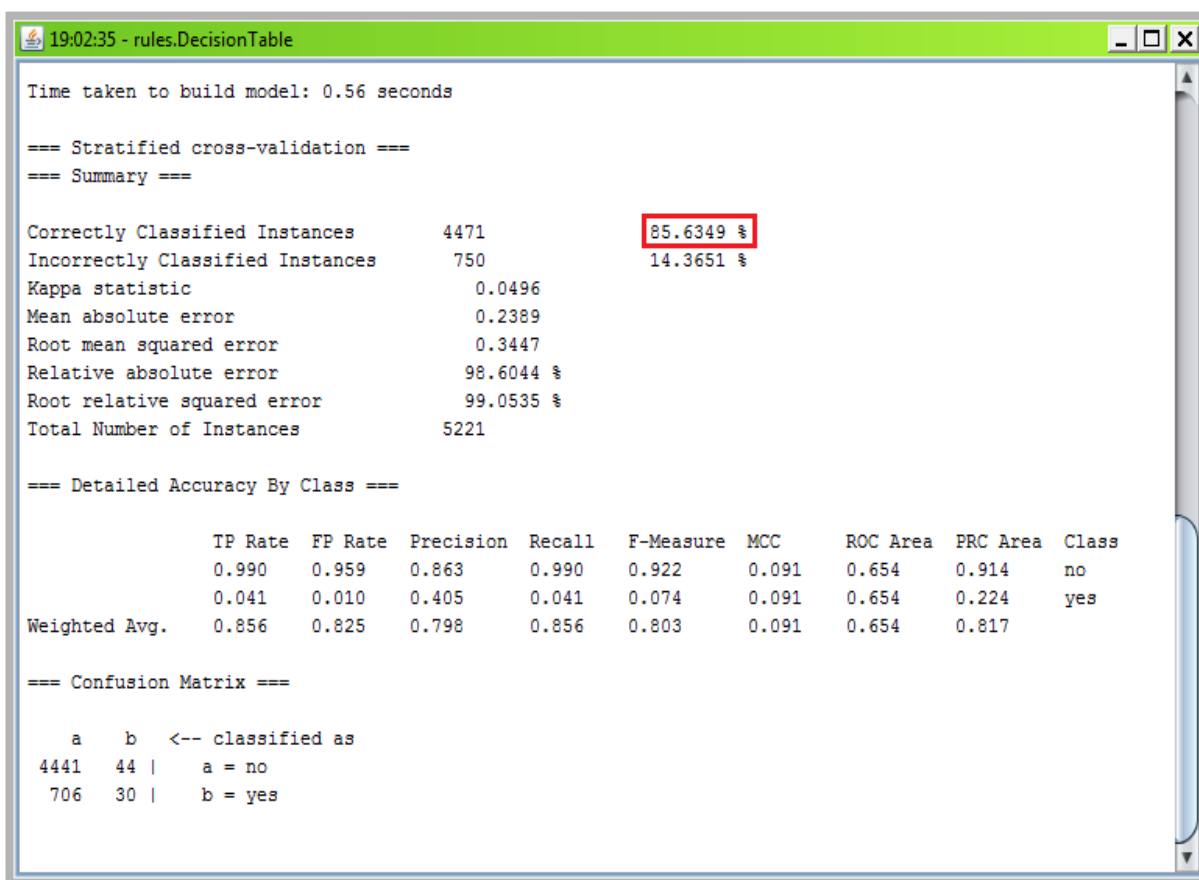 19:02:35 - rules.DecisionTable
Time taken to build model: 0.56 seconds
=== Stratified cross-validation ===
=== Summary ===
Correctly Classified Instances 4471 85.6349 %
Incorrectly Classified Instances 750 14.3651 %
Kappa statistic 0.0496
Mean absolute error 0.2389
Root mean squared error 0.3447
Relative absolute error 98.6044 %
Root relative squared error 99.0535 %
Total Number of Instances 5221
=== Detailed Accuracy By Class ===
TP Rate FP Rate Precision Recall F-Measure MCC ROC Area PRC Area Class
0.990 0.959 0.863 0.990 0.922 0.091 0.654 0.914 no
0.041 0.010 0.405 0.041 0.074 0.091 0.654 0.224 yes
Weighted Avg. 0.856 0.825 0.798 0.856 0.803 0.091 0.654 0.817
=== Confusion Matrix ===
a b <-- classified as
4441 44 | a = no
706 30 | b = yes